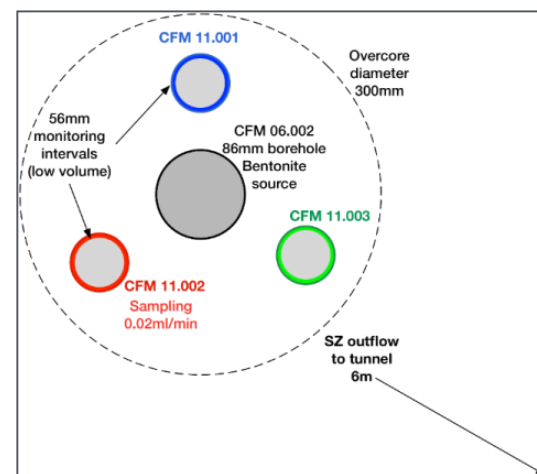 CFM 11.001
Overcore
diameter
300mm
56mm
monitoring
intervals
(low volume)
CFM 06.002
86mm borehole
Bentonite
source
CFM 11.003
CFM 11.002
Sampling
0.02ml/min
SZ outflow
to tunnel
6m